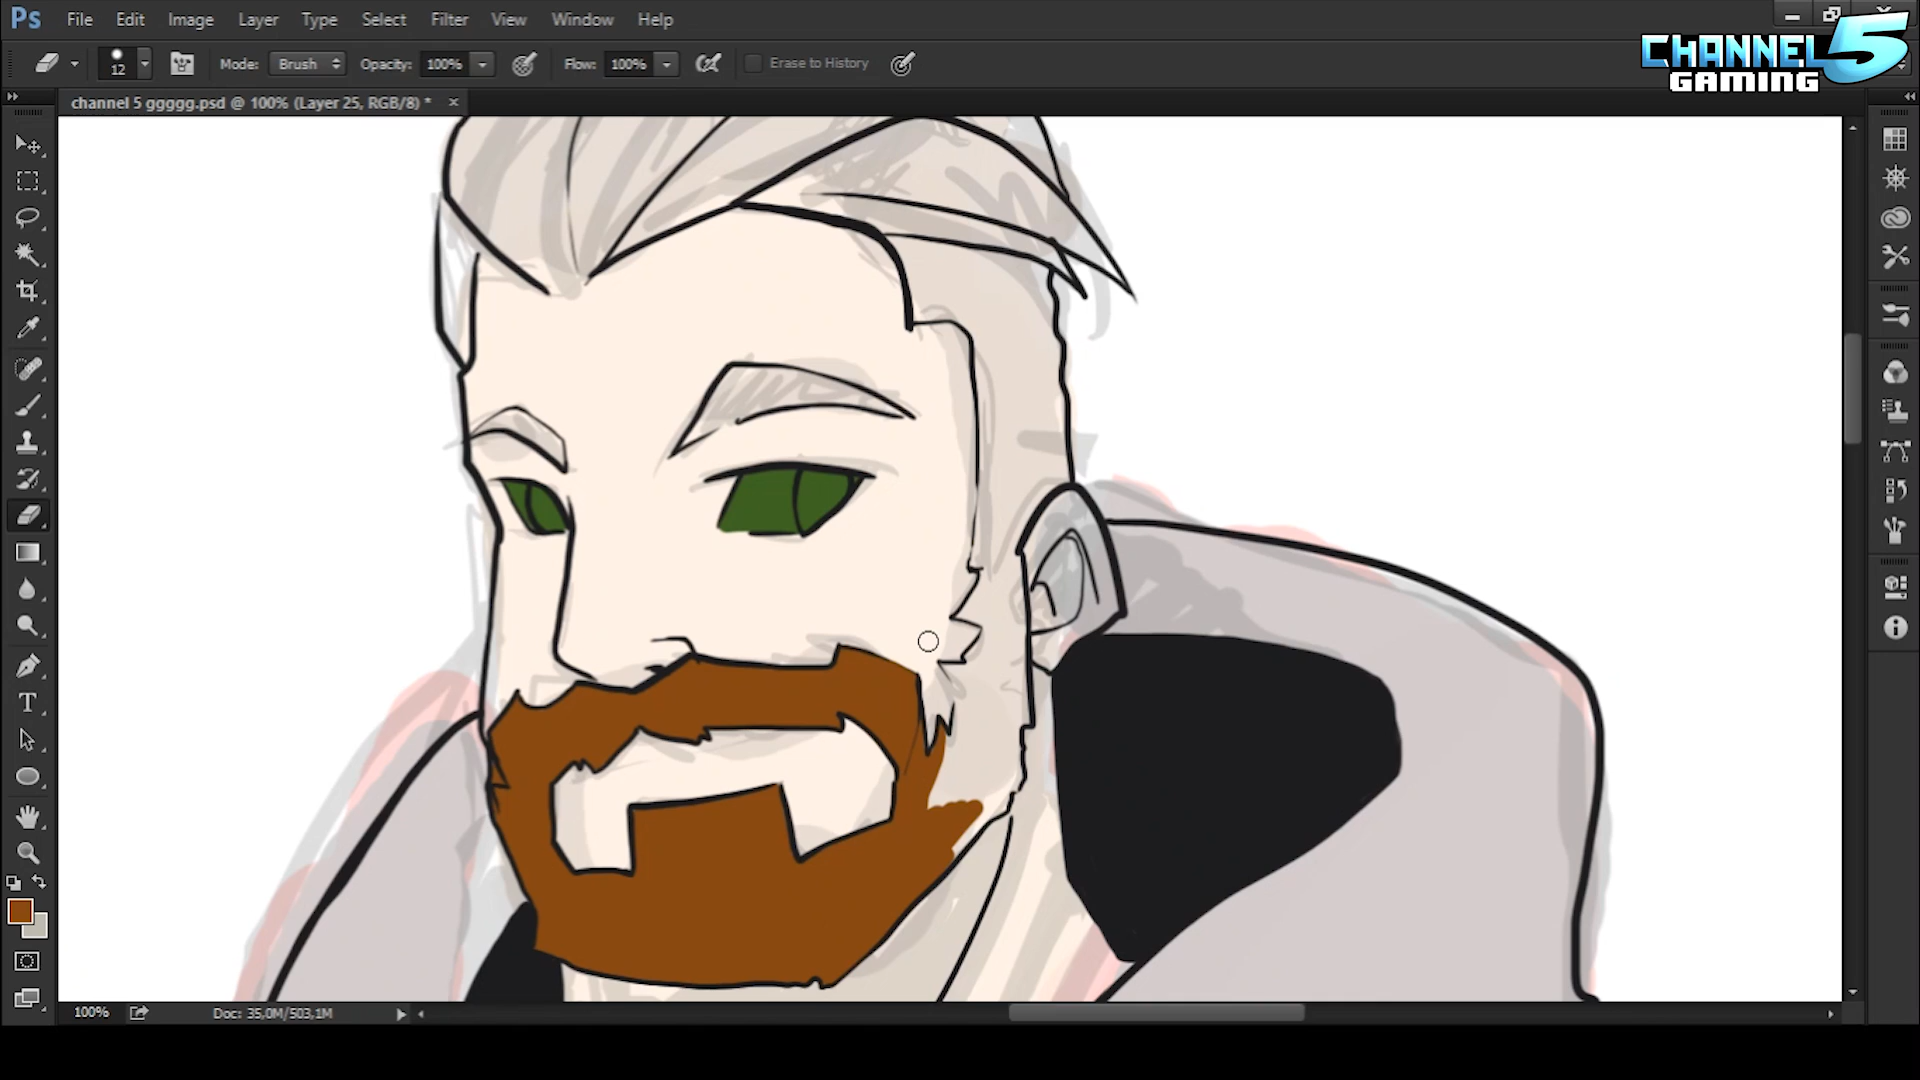 Ps File Edit Image Layer Type Select Filter View Window Help
CHANNEL 5
GAMING
12 Mode: Brush Opacity: 100% Flow: 100% Erase to History
channel 5 ggggg.psd @ 100% (Layer 25, RGB/8) * ×
T
100% Doc: 35,0M/503,1M